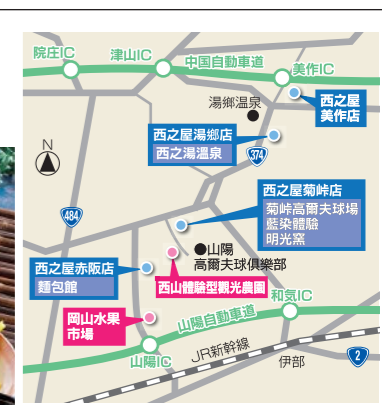 院庄IC
津山IC
中国自動車道
美作IC
湯鄉溫泉
西之屋
美作店
西之屋湯鄉店
西之湯溫泉
374
N
西之屋菊峠店
菊峠高爾夫球場
藍染體驗
明光窯
484
●山陽
高爾夫球俱樂部
西之屋赤阪店
麵包館
西山體驗型觀光農園
和気IC
岡山水果
市場
山陽自動車道
山陽IC
JR新幹線
伊部
2